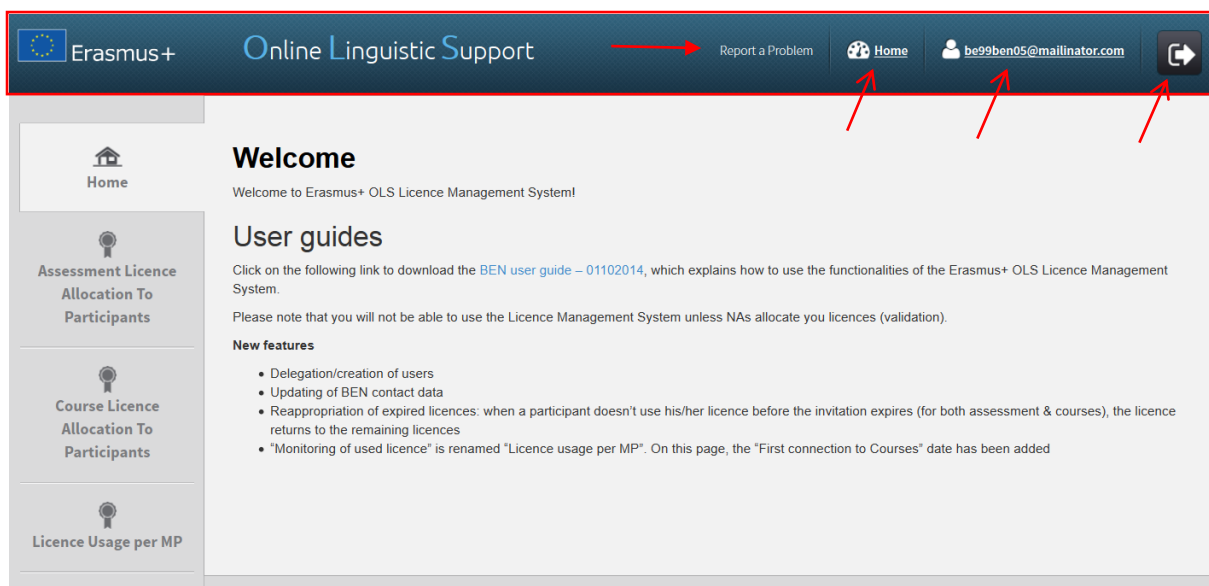 Erasmus+
Online Linguistic Support
Report a Problem
Home
be99ben05@mailinator.com
Home
Assessment Licence
Allocation To
Participants
Course Licence
Allocation To
Participants
Licence Usage per MP
Welcome
Welcome to Erasmus+ OLS Licence Management System!
User guides
Click on the following link to download the BEN user guide – 01102014, which explains how to use the functionalities of the Erasmus+ OLS Licence Management
System.
Please note that you will not be able to use the Licence Management System unless NAs allocate you licences (validation).
New features
• Delegation/creation of users
• Updating of BEN contact data
• Reappropriation of expired licences: when a participant doesn't use his/her licence before the invitation expires (for both assessment & courses), the licence
returns to the remaining licences
• "Monitoring of used licence" is renamed "Licence usage per MP". On this page, the "First connection to Courses" date has been added